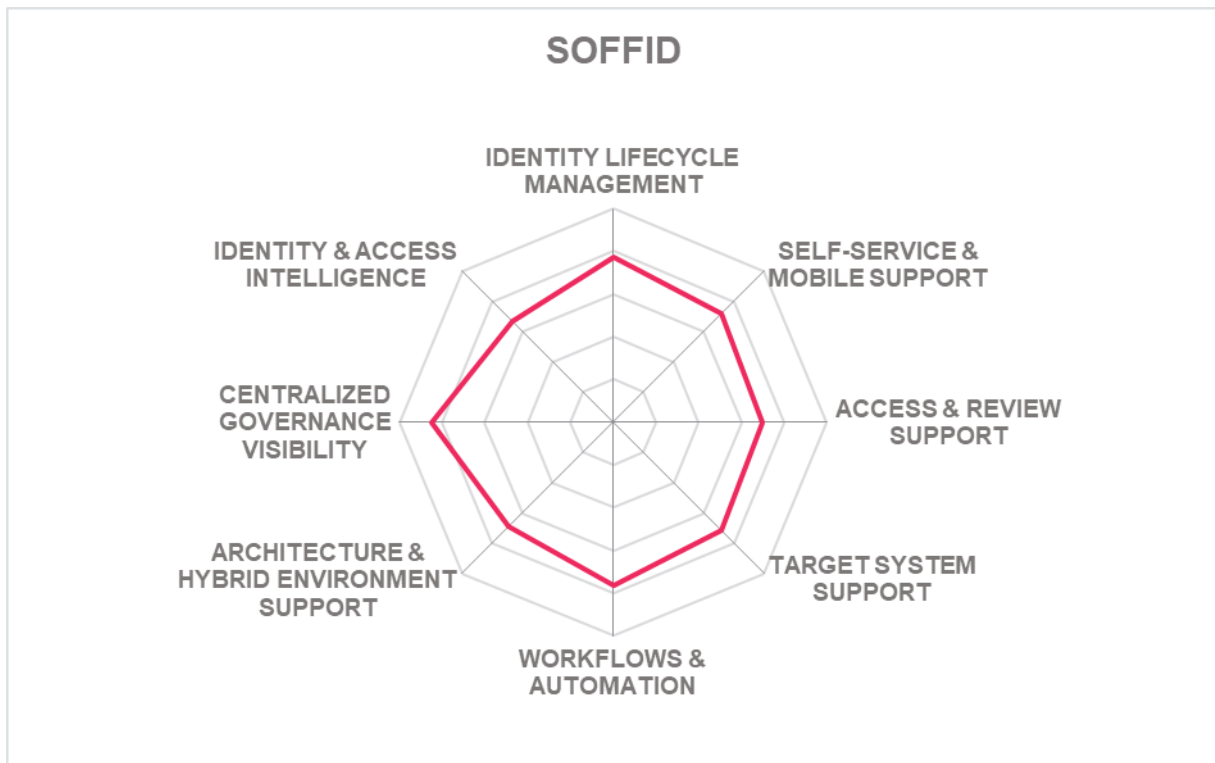 SOFFID
IDENTITY LIFECYCLE
MANAGEMENT
IDENTITY & ACCESS
INTELLIGENCE
SELF-SERVICE &
MOBILE SUPPORT
CENTRALIZED
GOVERNANCE
VISIBILITY
ACCESS & REVIEW
SUPPORT
ARCHITECTURE &
HYBRID ENVIRONMENT
SUPPORT
TARGET SYSTEM
SUPPORT
WORKFLOWS &
AUTOMATION